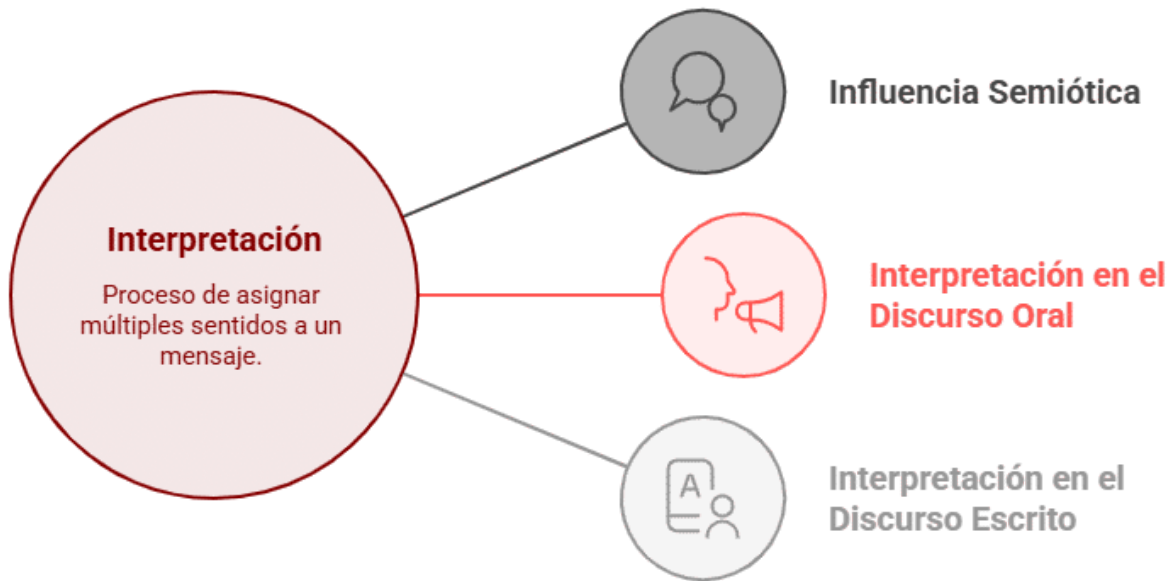 Influencia Semiótica
Interpretación
Proceso de asignar
múltiples sentidos a un
mensaje.
Interpretación en el
Discurso Oral
A
Interpretación en el
Discurso Escrito